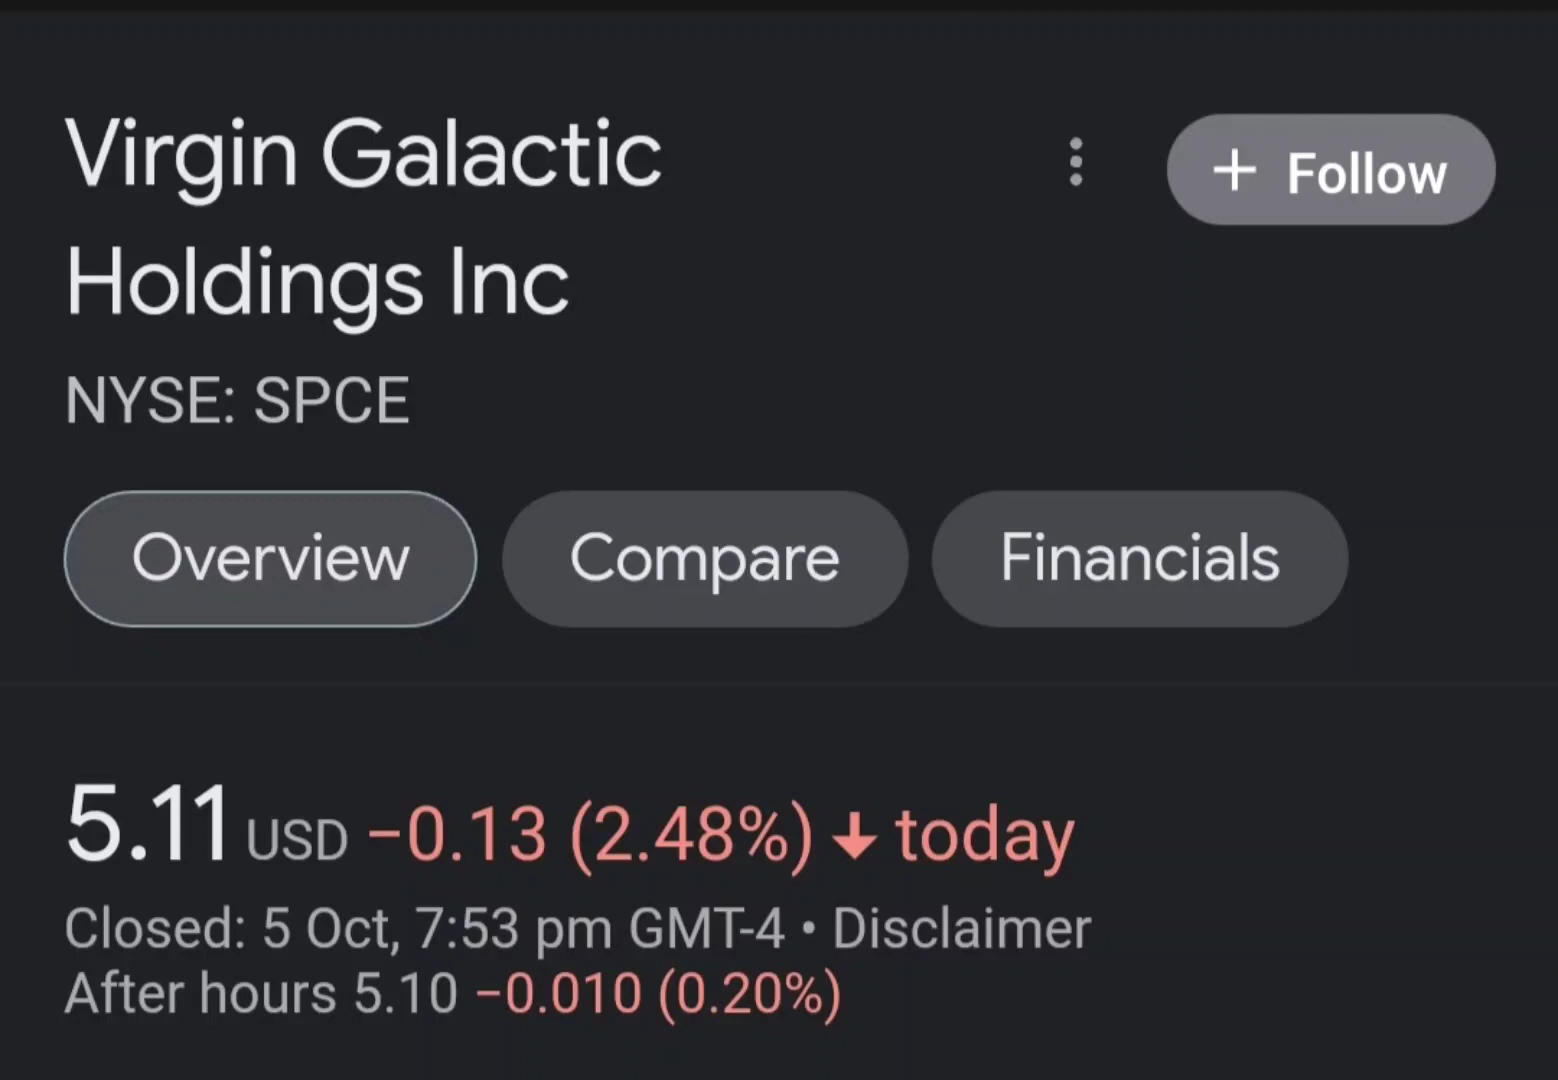 Virgin Galactic
Holdings Inc
+ Follow
NYSE: SPCE
Overview Compare Financials
5.11 USD −0.13 (2.48%) ↓ today
Closed: 5 Oct, 7:53 pm GMT-4 • Disclaimer
After hours 5.10 −0.010 (0.20%)